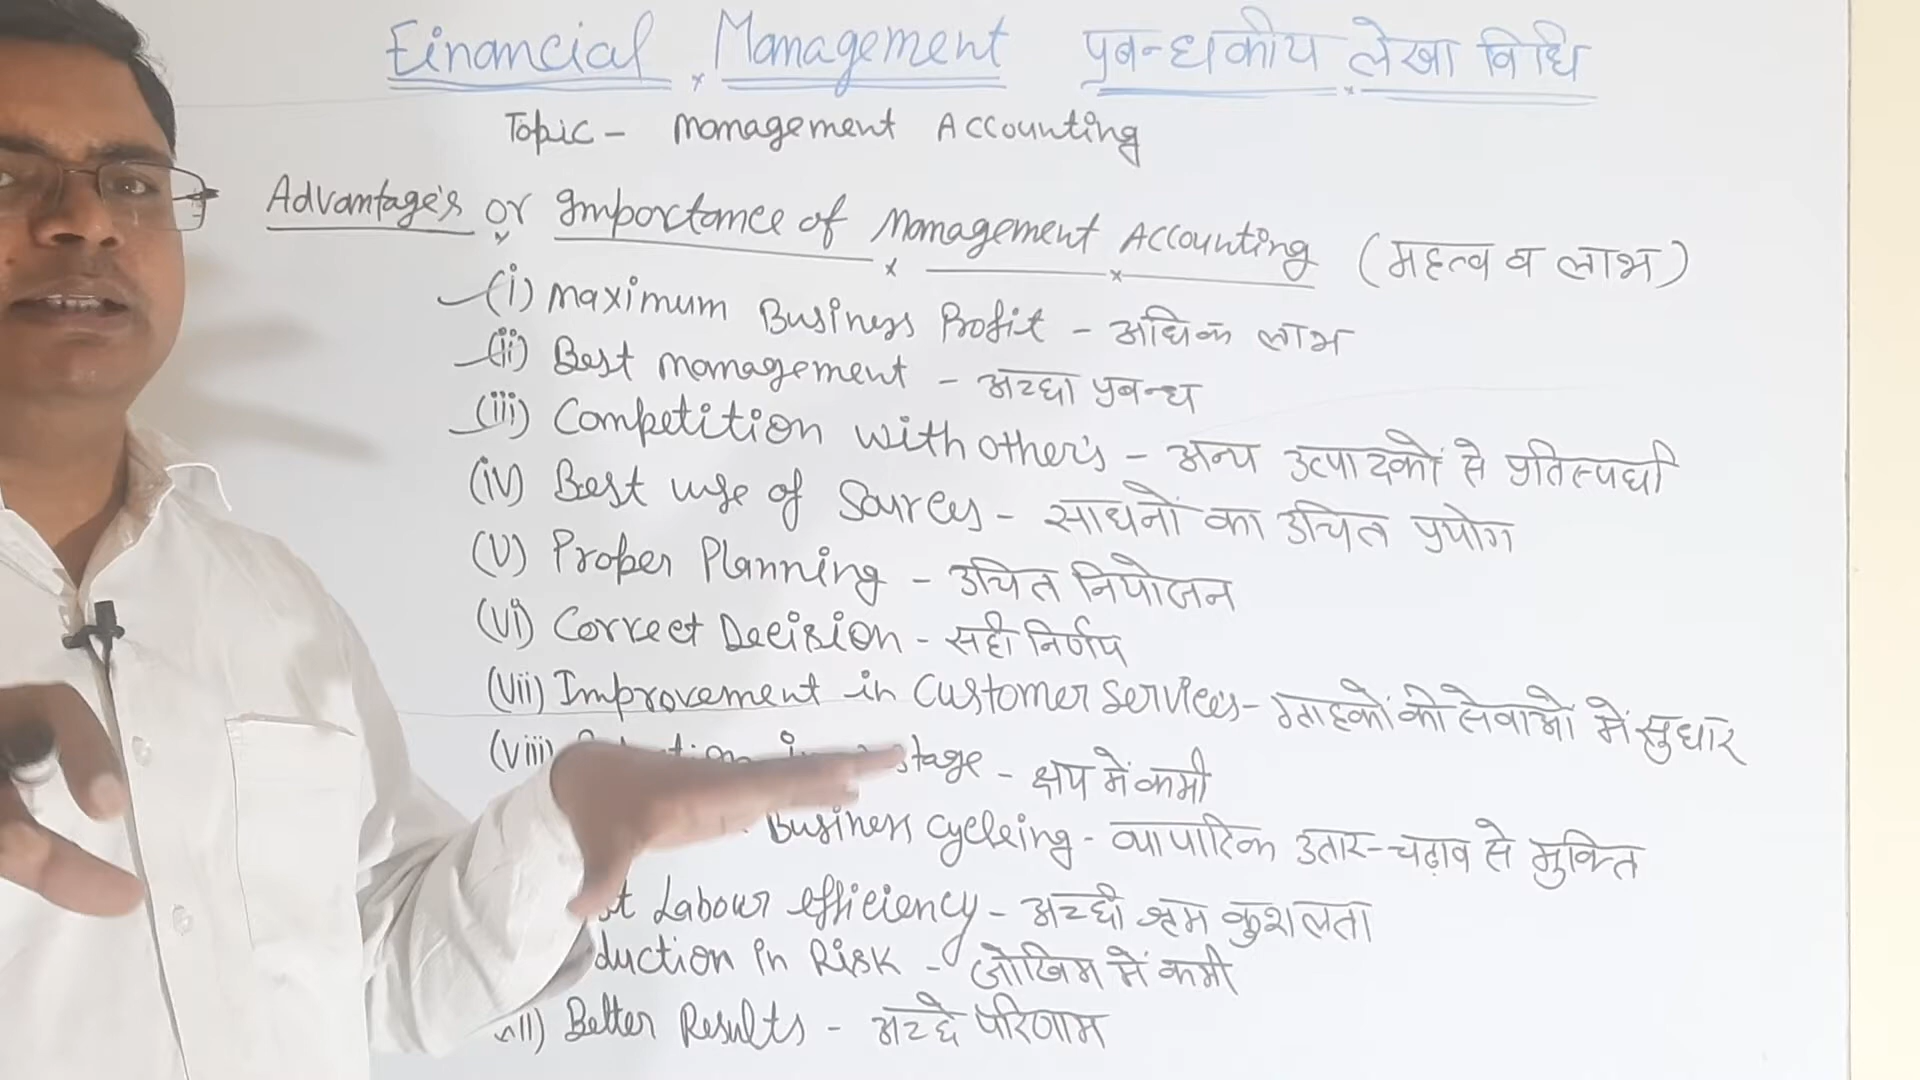 Financial Management प्रबन्धकीय लेखा विधि
Topic - Management Accounting
Advantage's or Importance of Management Accounting (महत्व व लाभ)
(i) Maximum Business Profit - अधिक लाभ
(ii) Best management - अच्छा प्रबन्ध
(iii) Competition with other's - अन्य उत्पादकों से प्रतिस्पर्धा
(iv) Best use of Sources - साधनों का उचित प्रयोग
(v) Proper Planning - उचित नियोजन
(vi) Correct Decision - सही निर्णय
(vii) Improvement in Customer Services - ग्राहकों की सेवाओं में सुधार
(viii) - क्षय में कमी
Business cycleing - व्यापारिक उतार-चढ़ाव से मुक्ति
Labour efficiency - अच्छी श्रम कुशलता
duction in Risk - जोखिम में कमी
Better Results - अच्छे परिणाम